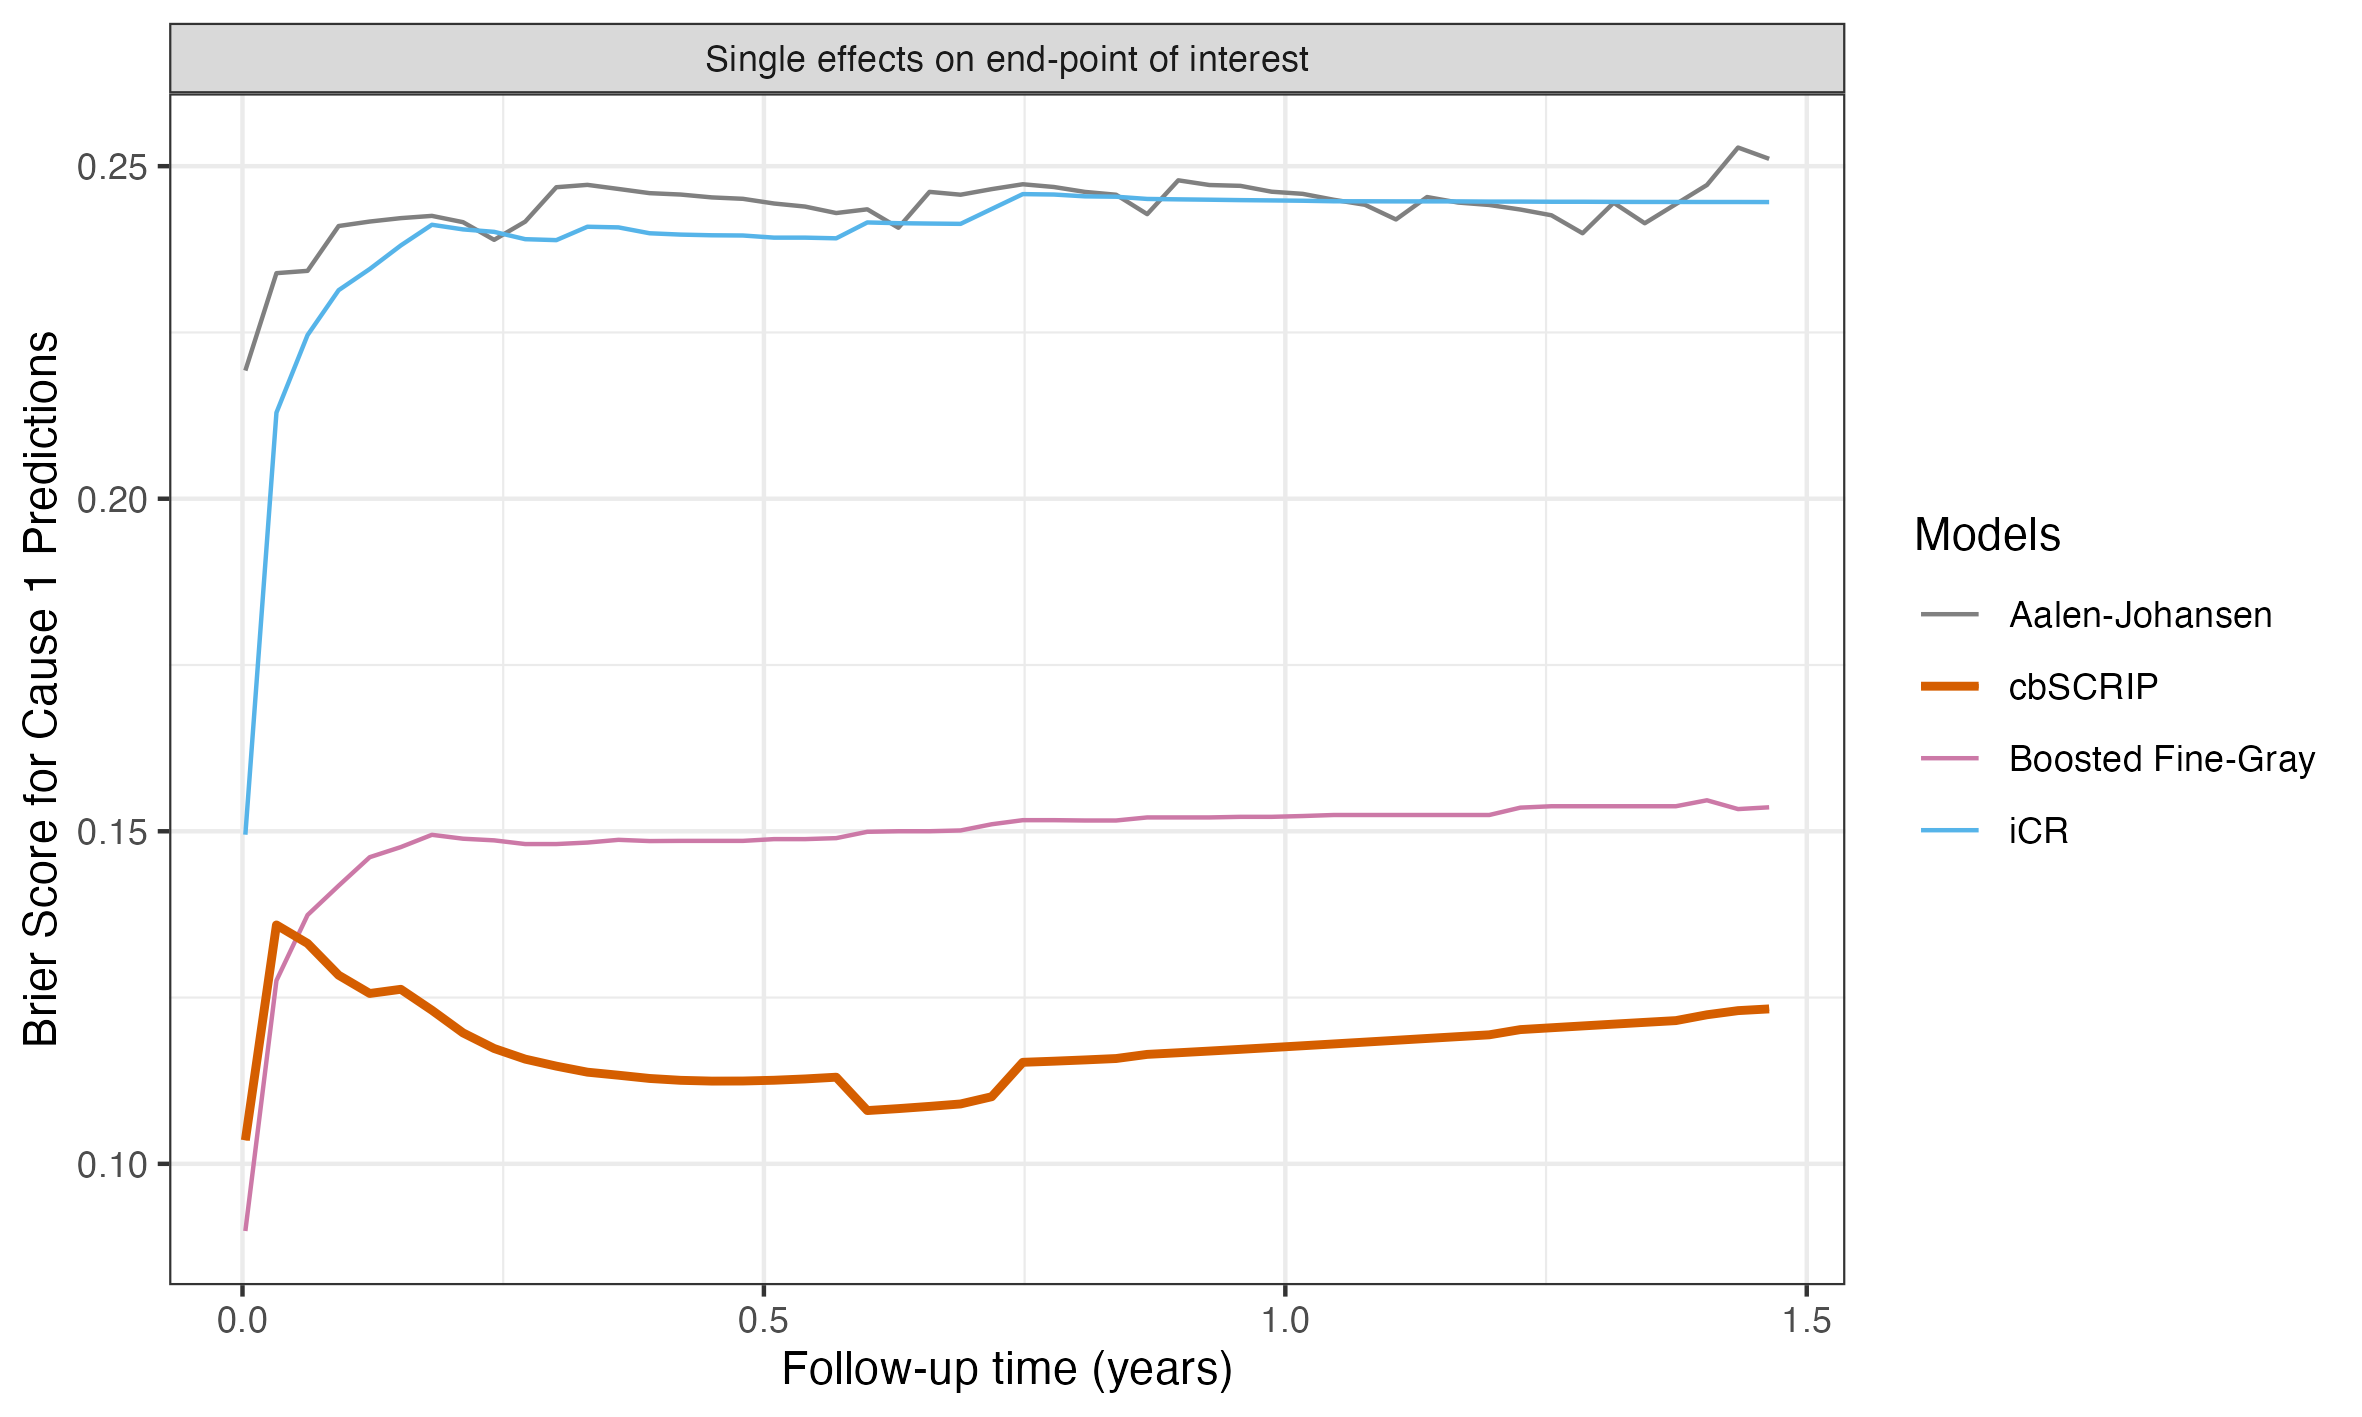 Single effects on end-point of interest
Brier Score for Cause 1 Predictions
0.25
0.20
0.15
0.10
0.0
0.5
1.0
1.5
Follow-up time (years)
Models
Aalen-Johansen
cbSCRIP
Boosted Fine-Gray
iCR